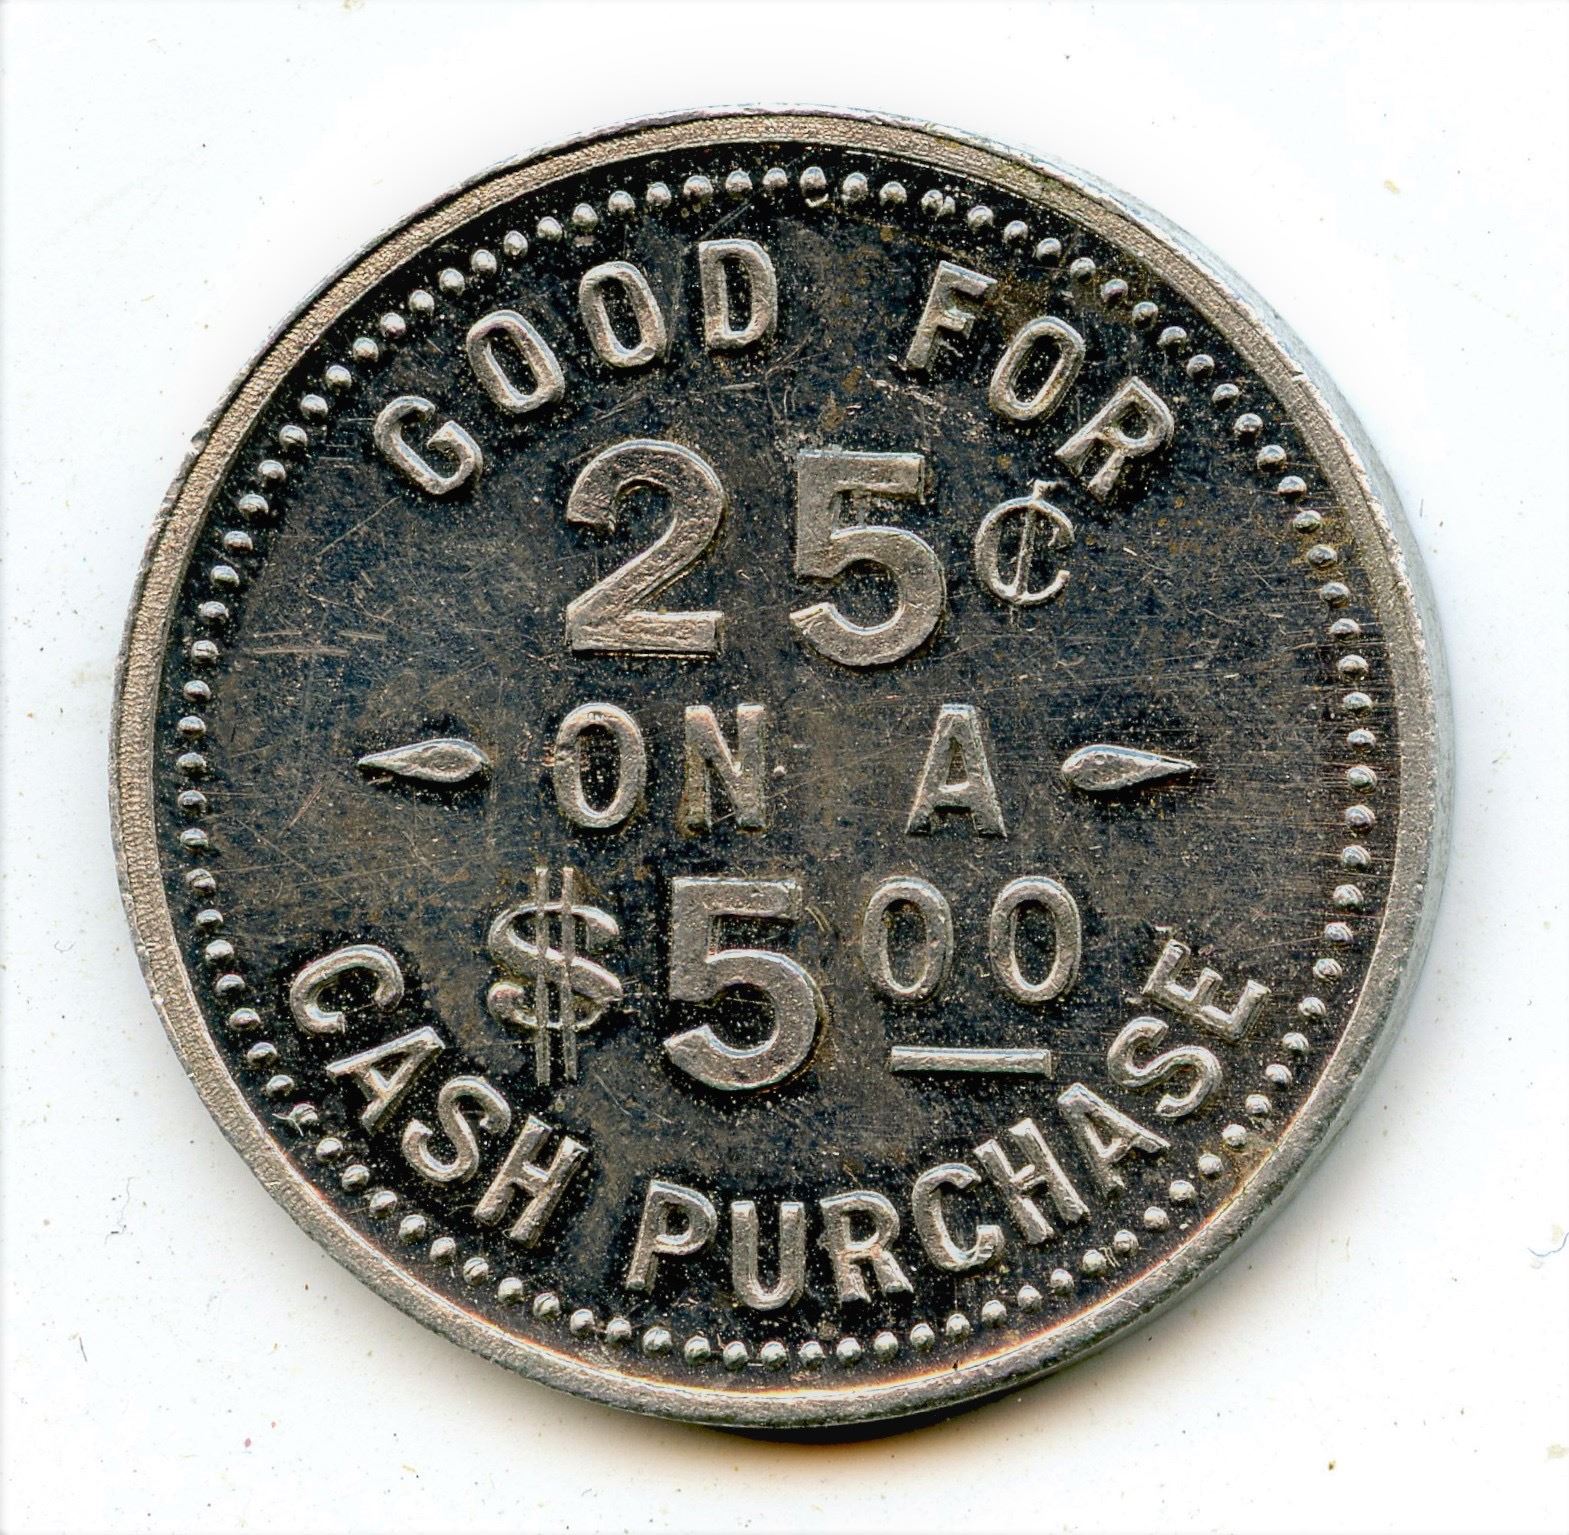 GOOD FOR
25¢
ON A
$5.00
CASH PURCHASE